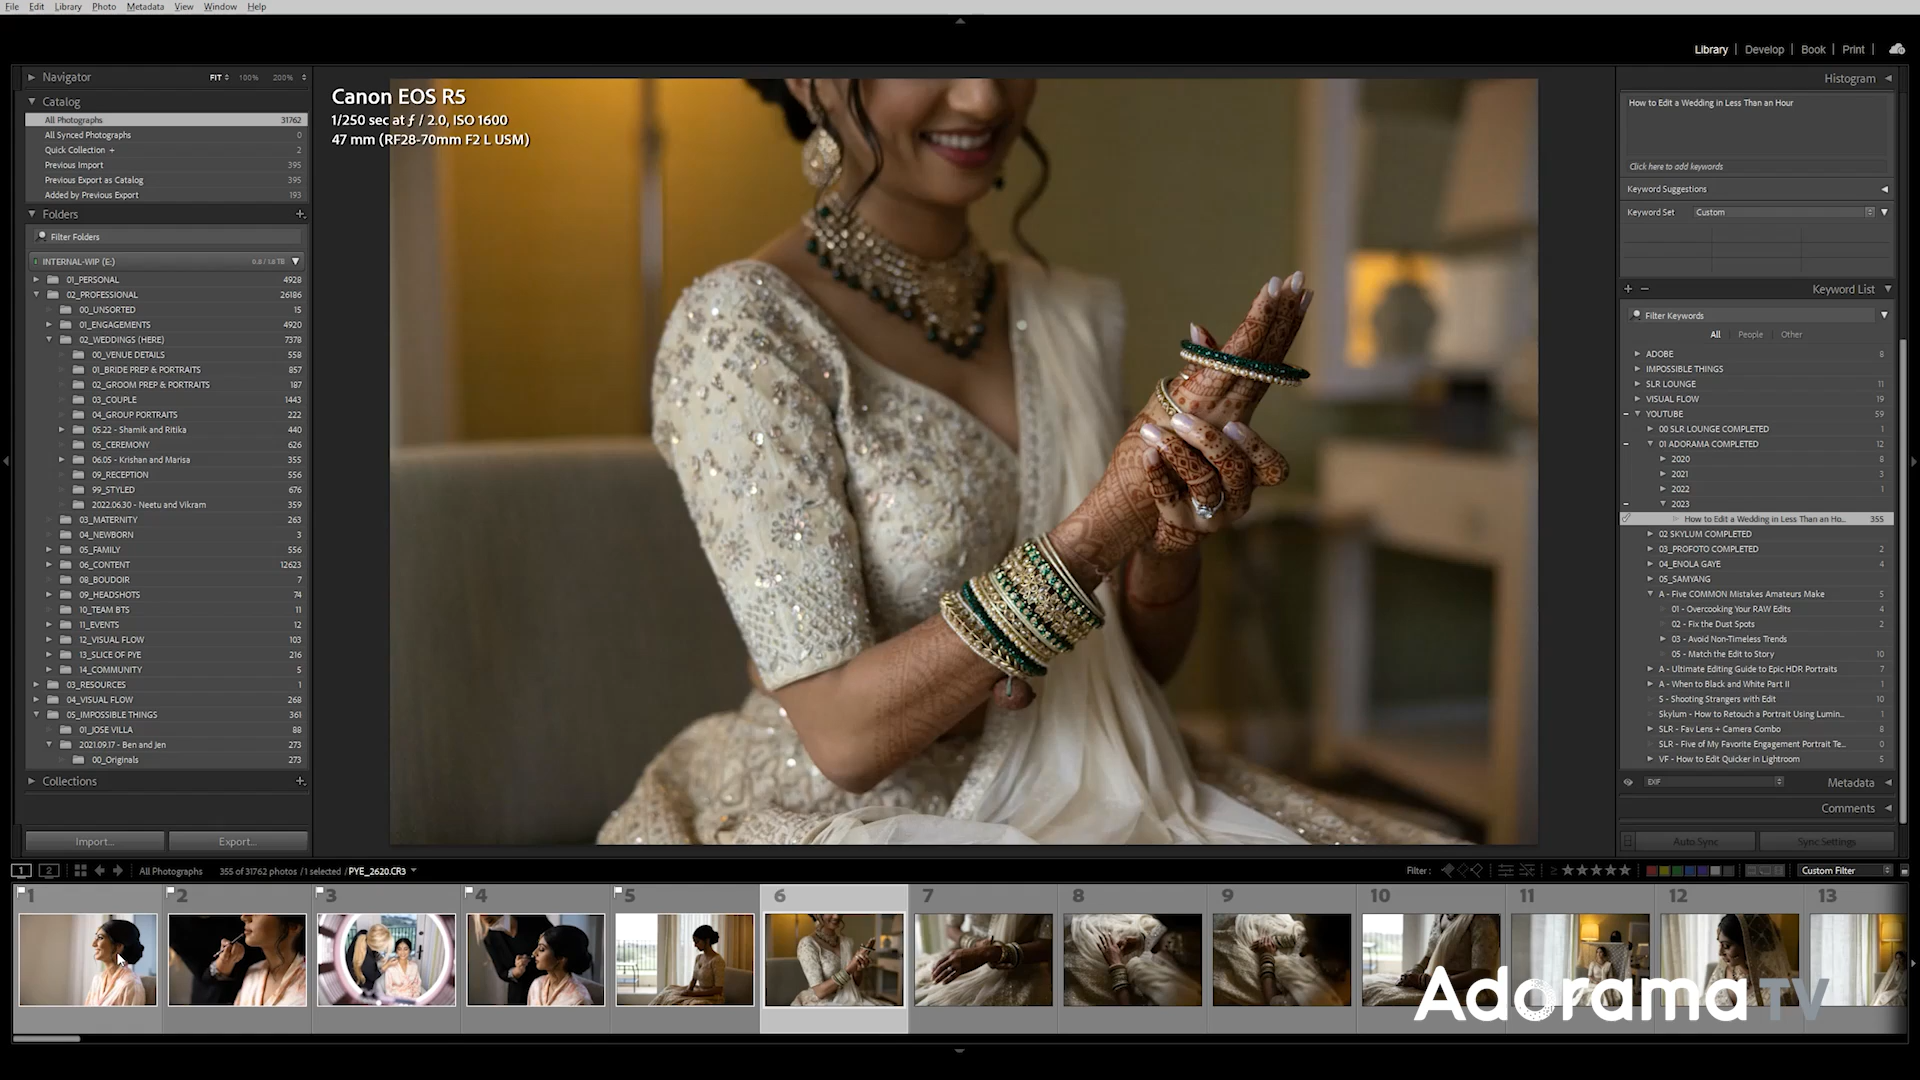 File Edit Library Photo Metadata View Window Help
Library | Develop | Book | Print |
Navigator FIT 100% 200%
Catalog
All Photographs 31762
All Synced Photographs 0
Quick Collection + 2
Previous Import 395
Previous Export as Catalog 395
Added by Previous Export 193
Folders +
Filter Folders
INTERNAL-WIP (E:) 0.8 / 1.8 TB
01_PERSONAL 4928
02_PROFESSIONAL 26186
00_UNSORTED 15
01_ENGAGEMENTS 4920
02_WEDDINGS (HERE) 7378
00_VENUE DETAILS 558
01_BRIDE PREP & PORTRAITS 857
02_GROOM PREP & PORTRAITS 187
03_COUPLE 1443
04_GROUP PORTRAITS 222
05.22 - Shamik and Ritika 440
05_CEREMONY 626
06.05 - Krishan and Marisa 355
09_RECEPTION 556
99_STYLED 676
2022.06.30 - Neetu and Vikram 359
03_MATERNITY 263
04_NEWBORN 3
05_FAMILY 556
06_CONTENT 12623
08_BOUDOIR 7
09_HEADSHOTS 74
10_TEAM BTS 11
11_EVENTS 12
12_VISUAL FLOW 103
13_SLICE OF PYE 216
14_COMMUNITY 5
03_RESOURCES 1
04_VISUAL FLOW 268
05_IMPOSSIBLE THINGS 361
01_JOSE VILLA 88
2021.09.17 - Ben and Jen 273
00_Originals 273
Collections +
Import... Export...
Canon EOS R5
1/250 sec at ƒ / 2.0, ISO 1600
47 mm (RF28-70mm F2 L USM)
Histogram
How to Edit a Wedding in Less Than an Hour
Click here to add keywords
Keyword Suggestions
Keyword Set Custom
+ − Keyword List
Filter Keywords
All People Other
ADOBE 8
IMPOSSIBLE THINGS
SLR LOUNGE 11
VISUAL FLOW 19
YOUTUBE 59
00 SLR LOUNGE COMPLETED 1
01 ADORAMA COMPLETED 12
2020 8
2021 3
2022 1
2023
How to Edit a Wedding in Less Than an Ho... 355
02 SKYLUM COMPLETED
03_PROFOTO COMPLETED 2
04_ENOLA GAYE 4
05_SAMYANG
A - Five COMMON Mistakes Amateurs Make 5
01 - Overcooking Your RAW Edits 4
02 - Fix the Dust Spots 2
03 - Avoid Non-Timeless Trends
05 - Match the Edit to Story 10
A - Ultimate Editing Guide to Epic HDR Portraits 7
A - When to Black and White Part II 1
S - Shooting Strangers with Edit 10
Skylum - How to Retouch a Portrait Using Lumin... 1
SLR - Fav Lens + Camera Combo 2
SLR - Five of My Favorite Engagement Portrait Te... 0
VF - How to Edit Quicker in Lightroom 5
EXIF Metadata
Comments
Auto Sync Sync Settings
1 2 All Photographs 355 of 31762 photos / 1 selected / PYE_2620.CR3 Filter : Custom Filter
1 2 3 4 5 6 7 8 9 10 11 12 13
Adorama TV